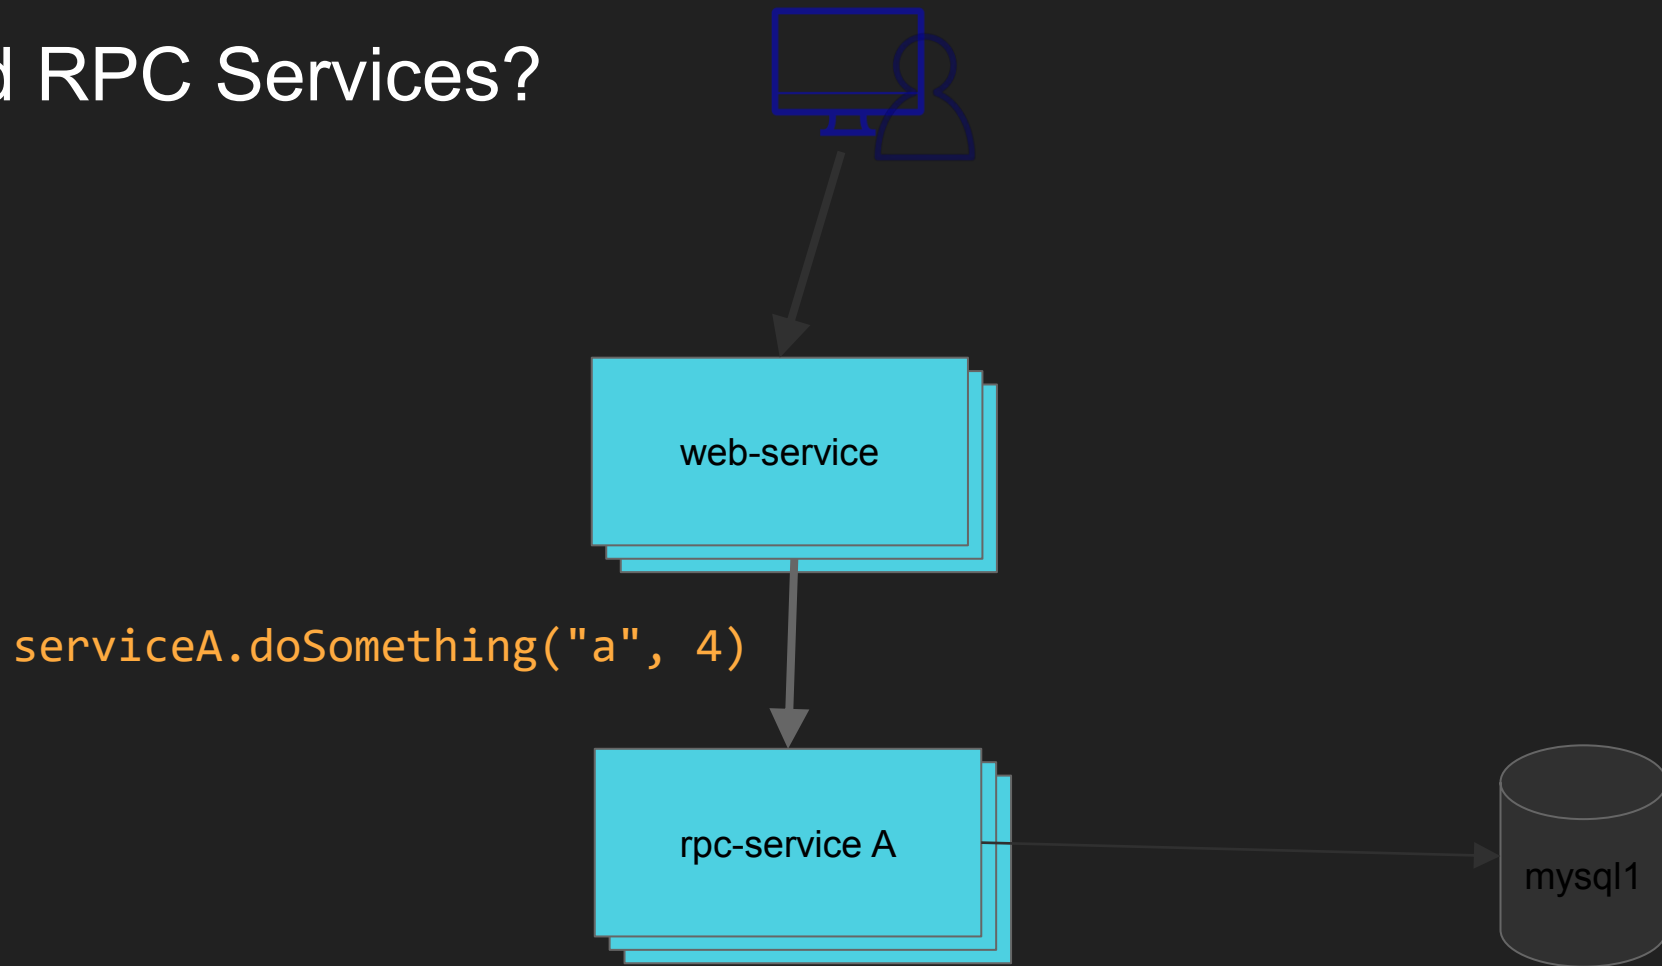 d RPC Services?
web-service
serviceA.doSomething("a", 4)
rpc-service A
mysql1